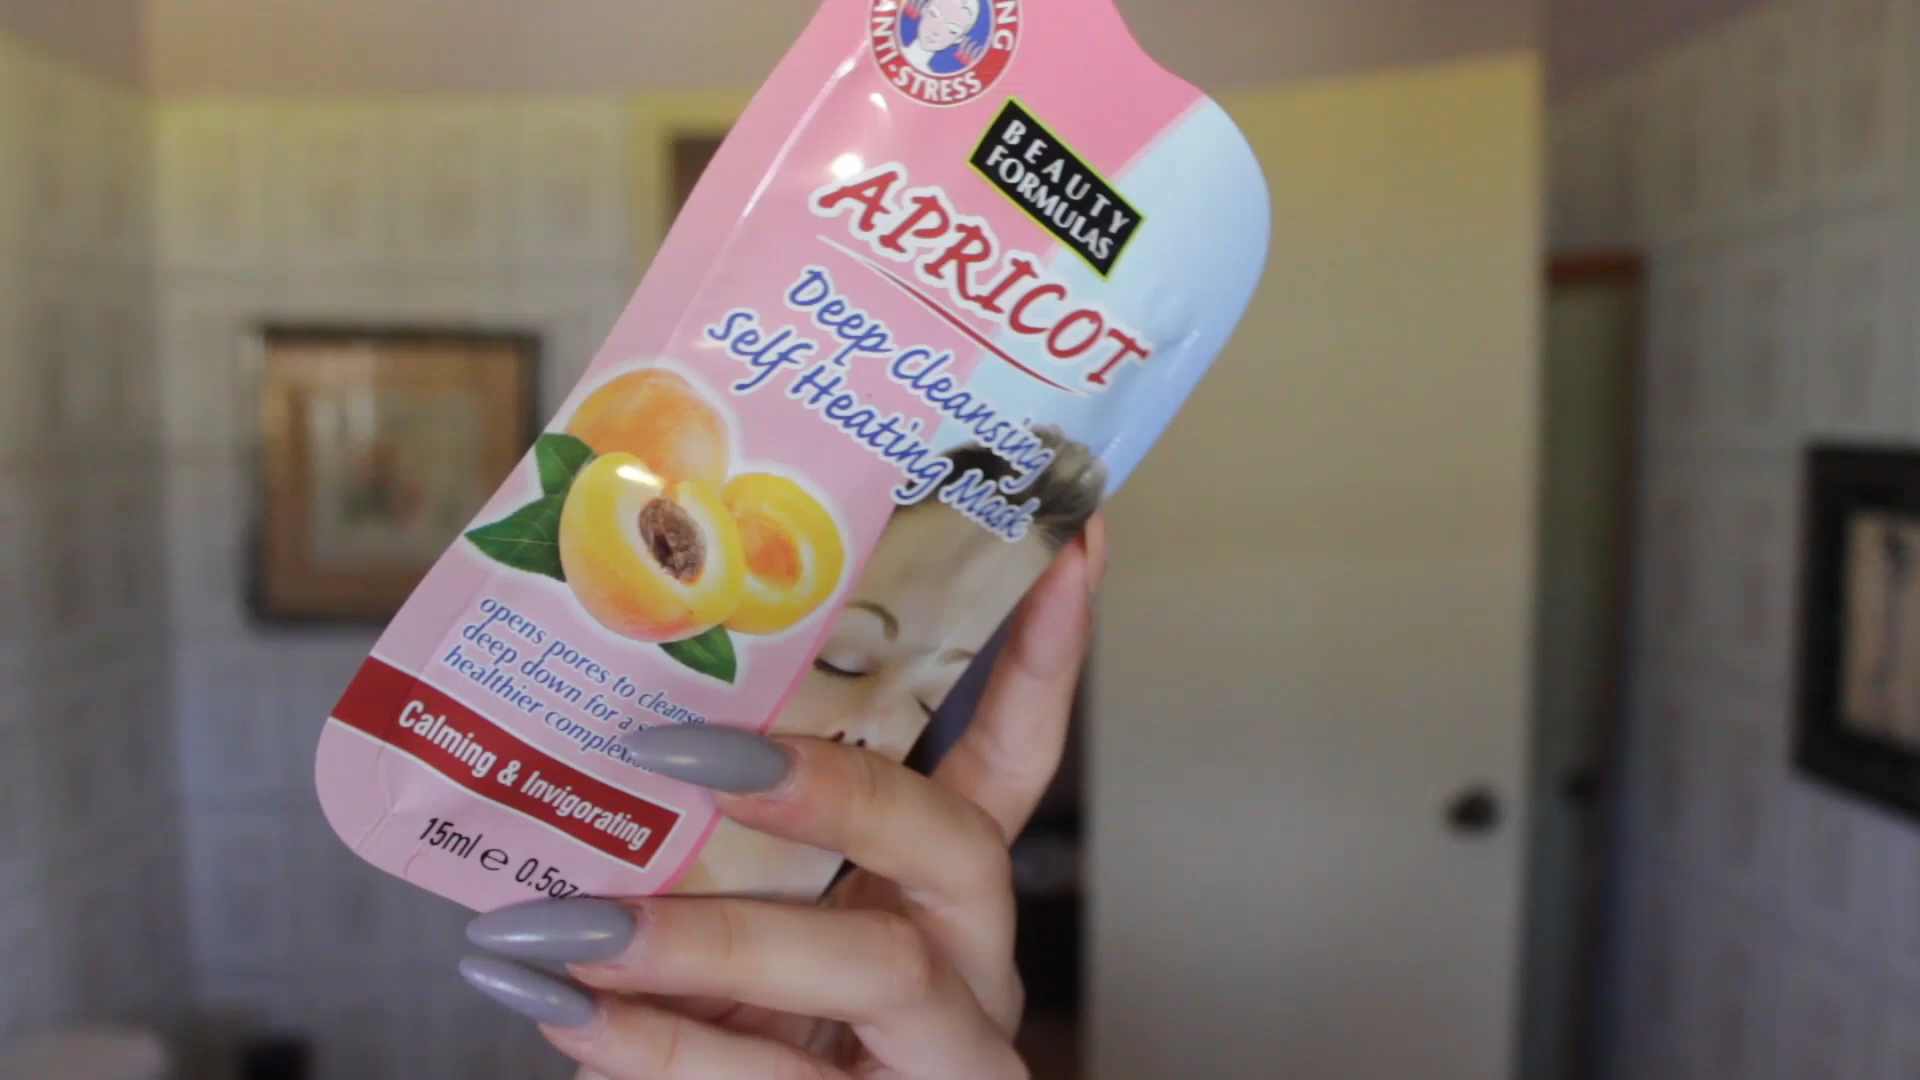 ANTI-STRESS
BEAUTY
FORMULAS
APRICOT
Deep Cleansing
Self Heating Mask
opens pores to cleanse
deep down for a
healthier
Calming & Invigorating
15ml e 0.5oz